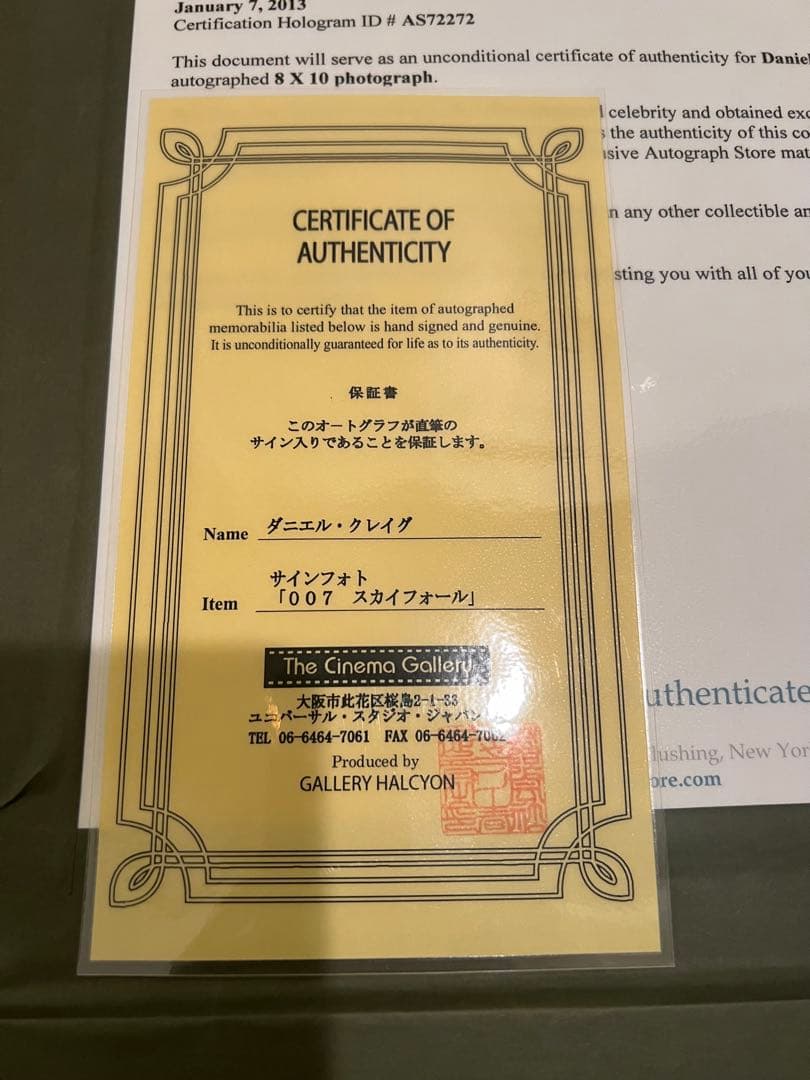 January 7, 2013
Certification Hologram ID # AS72272
This document will serve as an unconditional certificate of authenticity for Daniel
autographed 8 X 10 photograph.
celebrity and obtained
the authenticity of this
Autograph Store
any other collectible
you with all of
CERTIFICATE OF
AUTHENTICITY
This is to certify that the item of autographed
memorabilia listed below is hand signed and genuine.
It is unconditionally guaranteed for life as to its authenticity.
保証書
このオートグラフが直筆の
サイン入りであることを保証します。
Name ダニエル・クレイグ
サインフォト
Item 「００７ スカイフォール」
The Cinema Gallery
大阪市此花区桜島2-1-33
ユニバーサル・スタジオ・ジャパン
TEL 06-6464-7061 FAX 06-6464-7062
Produced by
GALLERY HALCYON
uthenticate
lushing, New Yor
ore.com